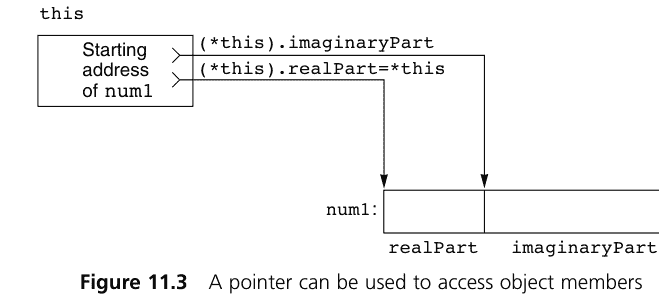 this
Starting
address
of num1
(*this).imaginaryPart
(*this).realPart=*this
num1:
realPart imaginaryPart
Figure 11.3 A pointer can be used to access object members